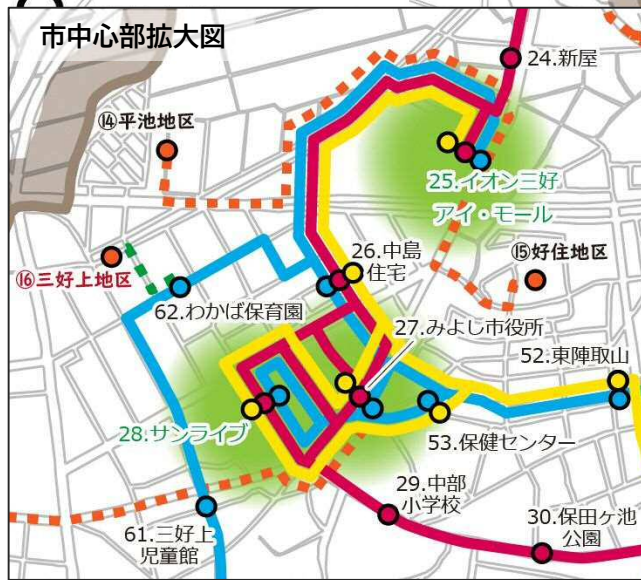 市中心部拡大図
24.新屋
⑭平池地区
25.イオン三好
アイ・モール
26.中島
住宅
⑮好住地区
⑯三好上地区
62.わかば保育園
27.みよし市役所
52.東陣取山
28.サンライブ
53.保健センター
29.中部
小学校
30.保田ヶ池
公園
61.三好上
児童館